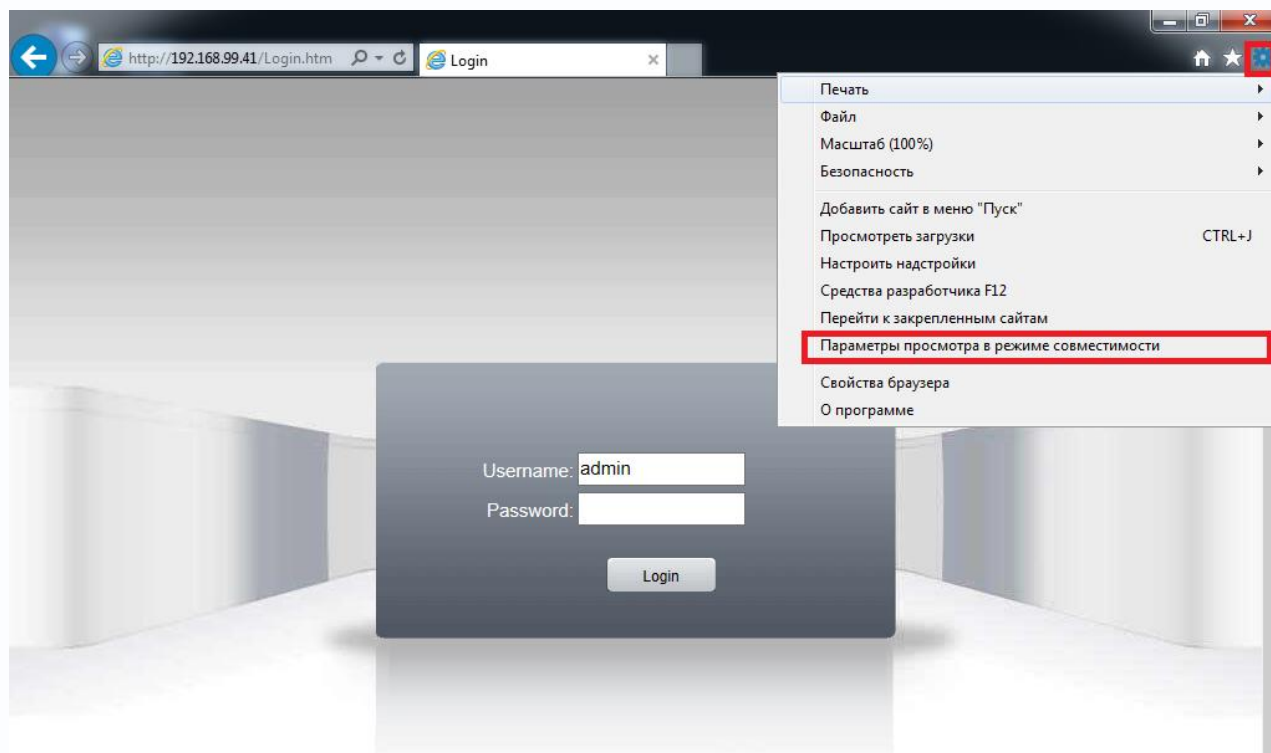 http://192.168.99.41/Login.htm
Login
Печать
Файл
Масштаб (100%)
Безопасность
Добавить сайт в меню "Пуск"
Просмотреть загрузки CTRL+J
Настроить надстройки
Средства разработчика F12
Перейти к закрепленным сайтам
Параметры просмотра в режиме совместимости
Свойства браузера
О программе
Username: admin
Password:
Login